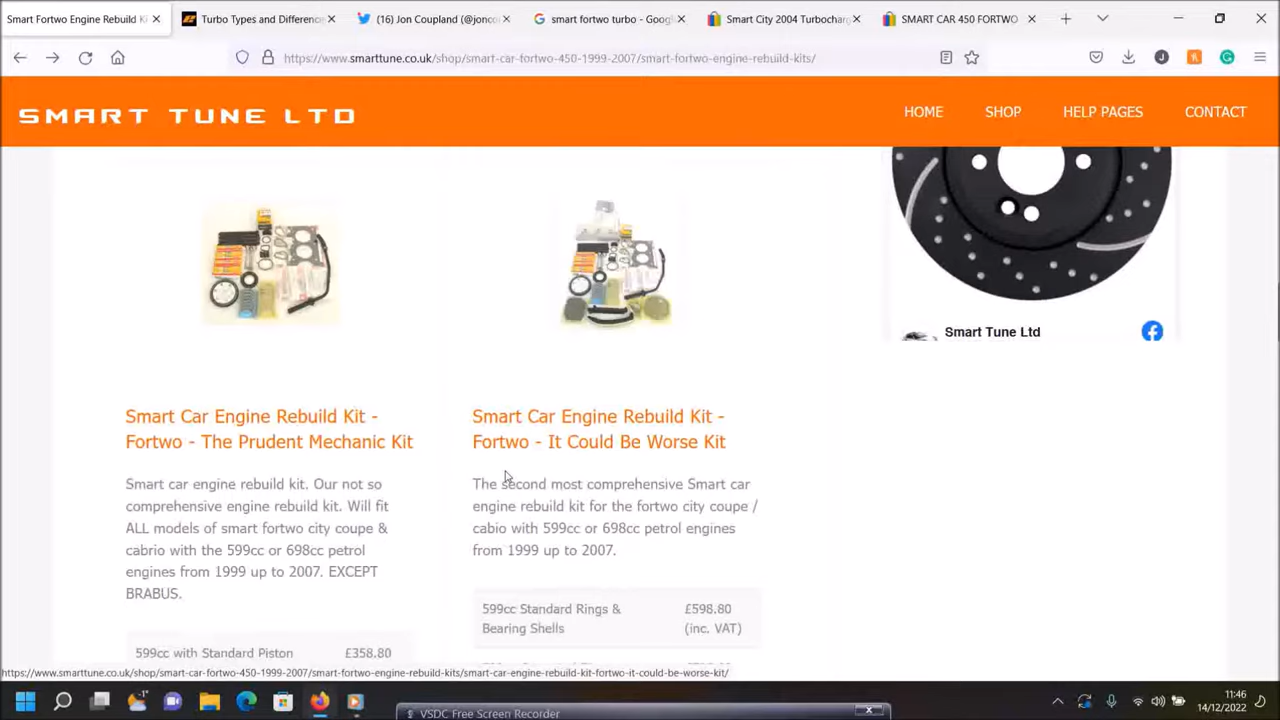 Smart Fortwo Engine Rebuild K
Turbo Types and Difference
(16) Jon Coupland (@jonco
smart fortwo turbo - Goog
Smart City 2004 Turbocharg
SMART CAR 450 FORTWO
https://www.smarttune.co.uk/shop/smart-car-fortwo-450-1999-2007/smart-fortwo-engine-rebuild-kits/
SMART TUNE LTD
HOME
SHOP
HELP PAGES
CONTACT
Smart Tune Ltd
Smart Car Engine Rebuild Kit -
Fortwo - The Prudent Mechanic Kit
Smart car engine rebuild kit. Our not so
comprehensive engine rebuild kit. Will fit
ALL models of smart fortwo city coupe &
cabrio with the 599cc or 698cc petrol
engines from 1999 up to 2007. EXCEPT
BRABUS.
599cc with Standard Piston £358.80
Smart Car Engine Rebuild Kit -
Fortwo - It Could Be Worse Kit
The second most comprehensive Smart car
engine rebuild kit for the fortwo city coupe /
cabio with 599cc or 698cc petrol engines
from 1999 up to 2007.
599cc Standard Rings & £598.80
Bearing Shells (inc. VAT)
https://www.smarttune.co.uk/shop/smart-car-fortwo-450-1999-2007/smart-fortwo-engine-rebuild-kits/smart-car-engine-rebuild-kit-fortwo-it-could-be-worse-kit/
VSDC Free Screen Recorder
11:46
14/12/2022